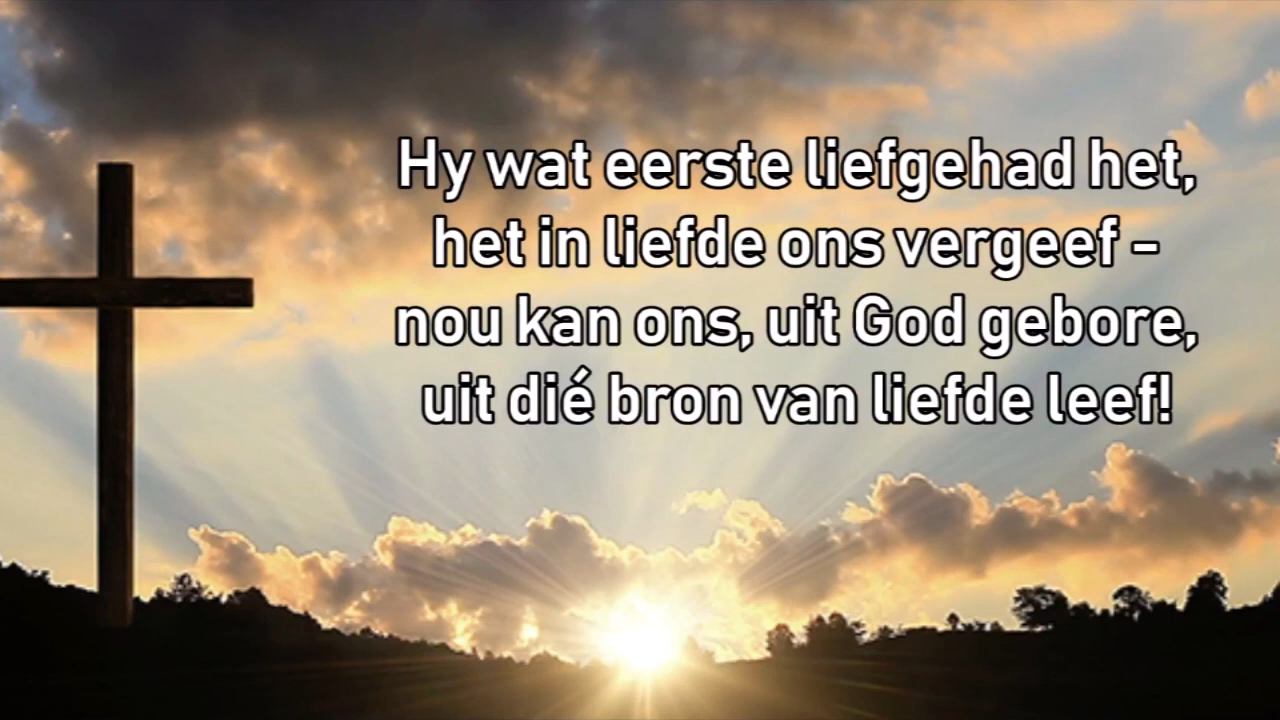 Hy wat eerste liefgehad het,
het in liefde ons vergeef –
nou kan ons, uit God gebore,
uit dié bron van liefde leef!